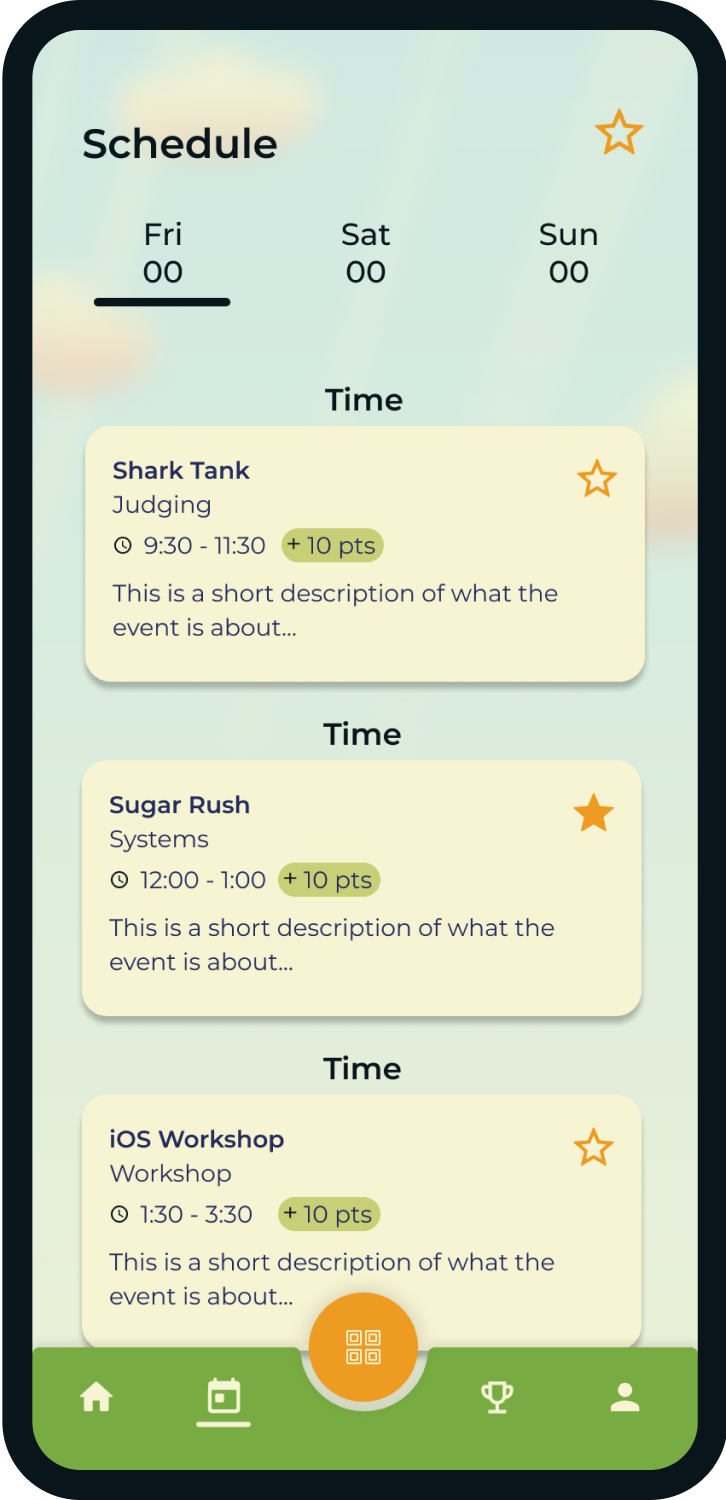 Schedule
Fri Sat Sun
00 00 00
Time
Shark Tank
Judging
9:30 - 11:30 + 10 pts
This is a short description of what the
event is about...
Time
Sugar Rush
Systems
12:00 - 1:00 + 10 pts
This is a short description of what the
event is about...
Time
iOS Workshop
Workshop
1:30 - 3:30 + 10 pts
This is a short description of what the
event is about...